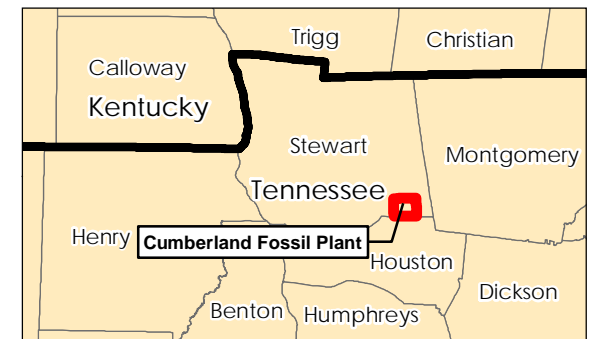 Trigg
Christian
Calloway
Kentucky
Stewart
Montgomery
Tennessee
Henry
Cumberland Fossil Plant
Houston
Dickson
Benton
Humphreys